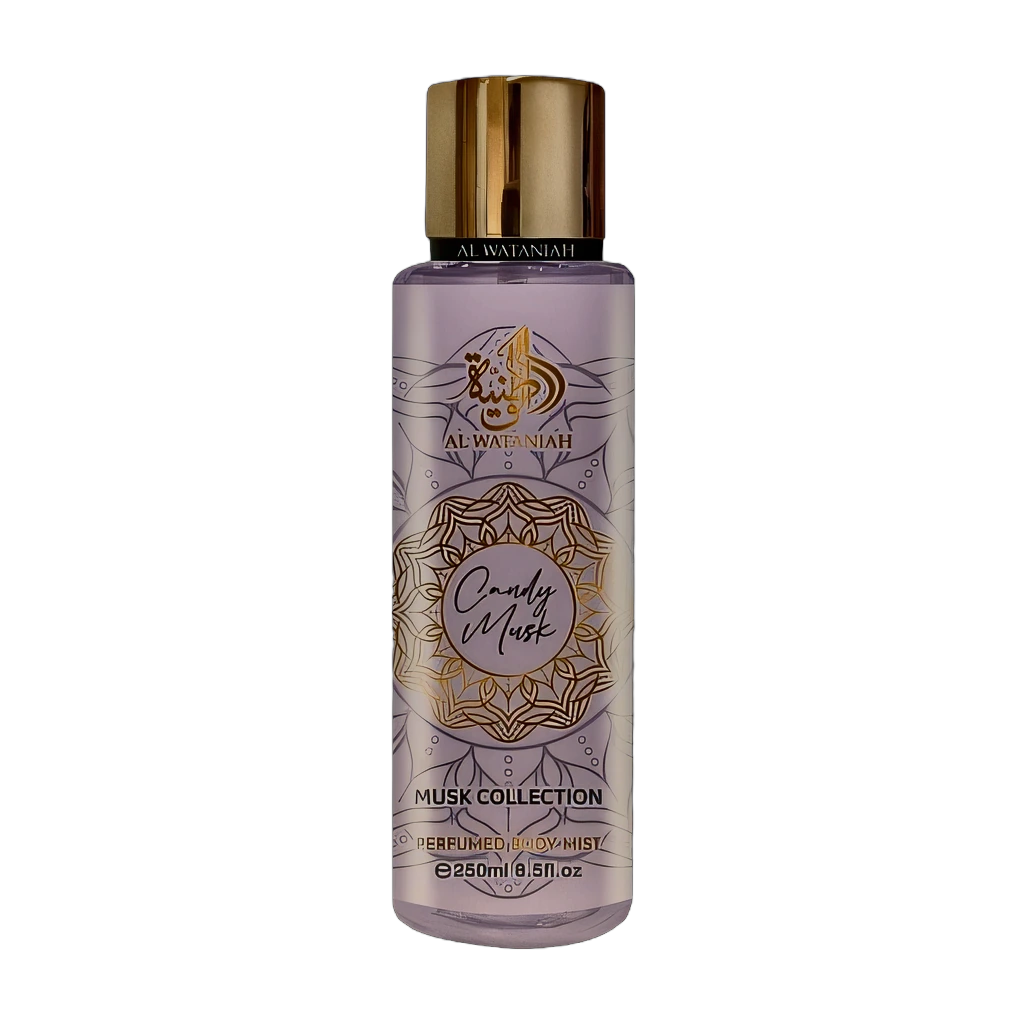 AL WATANIAH
الوطنية
AL WATANIAH
Candy
Musk
MUSK COLLECTION
PERFUMED BODY MIST
℮250ml 8.5fl.oz